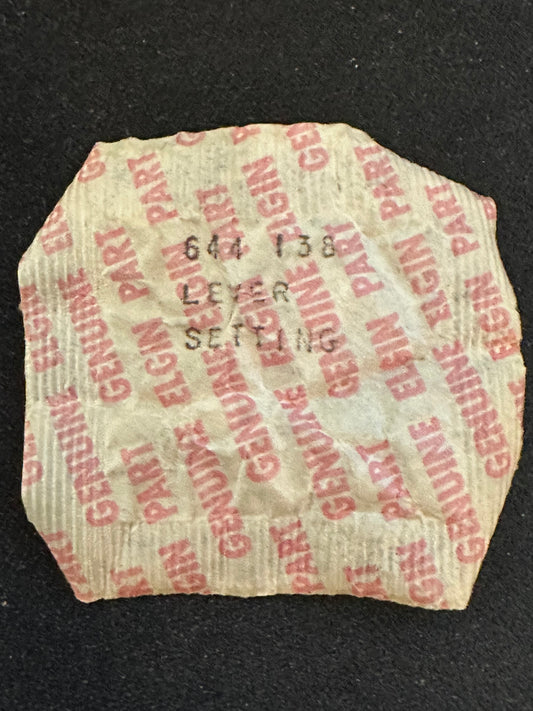 644 138
LEVER
SETTING
GENUINE ELGIN PART